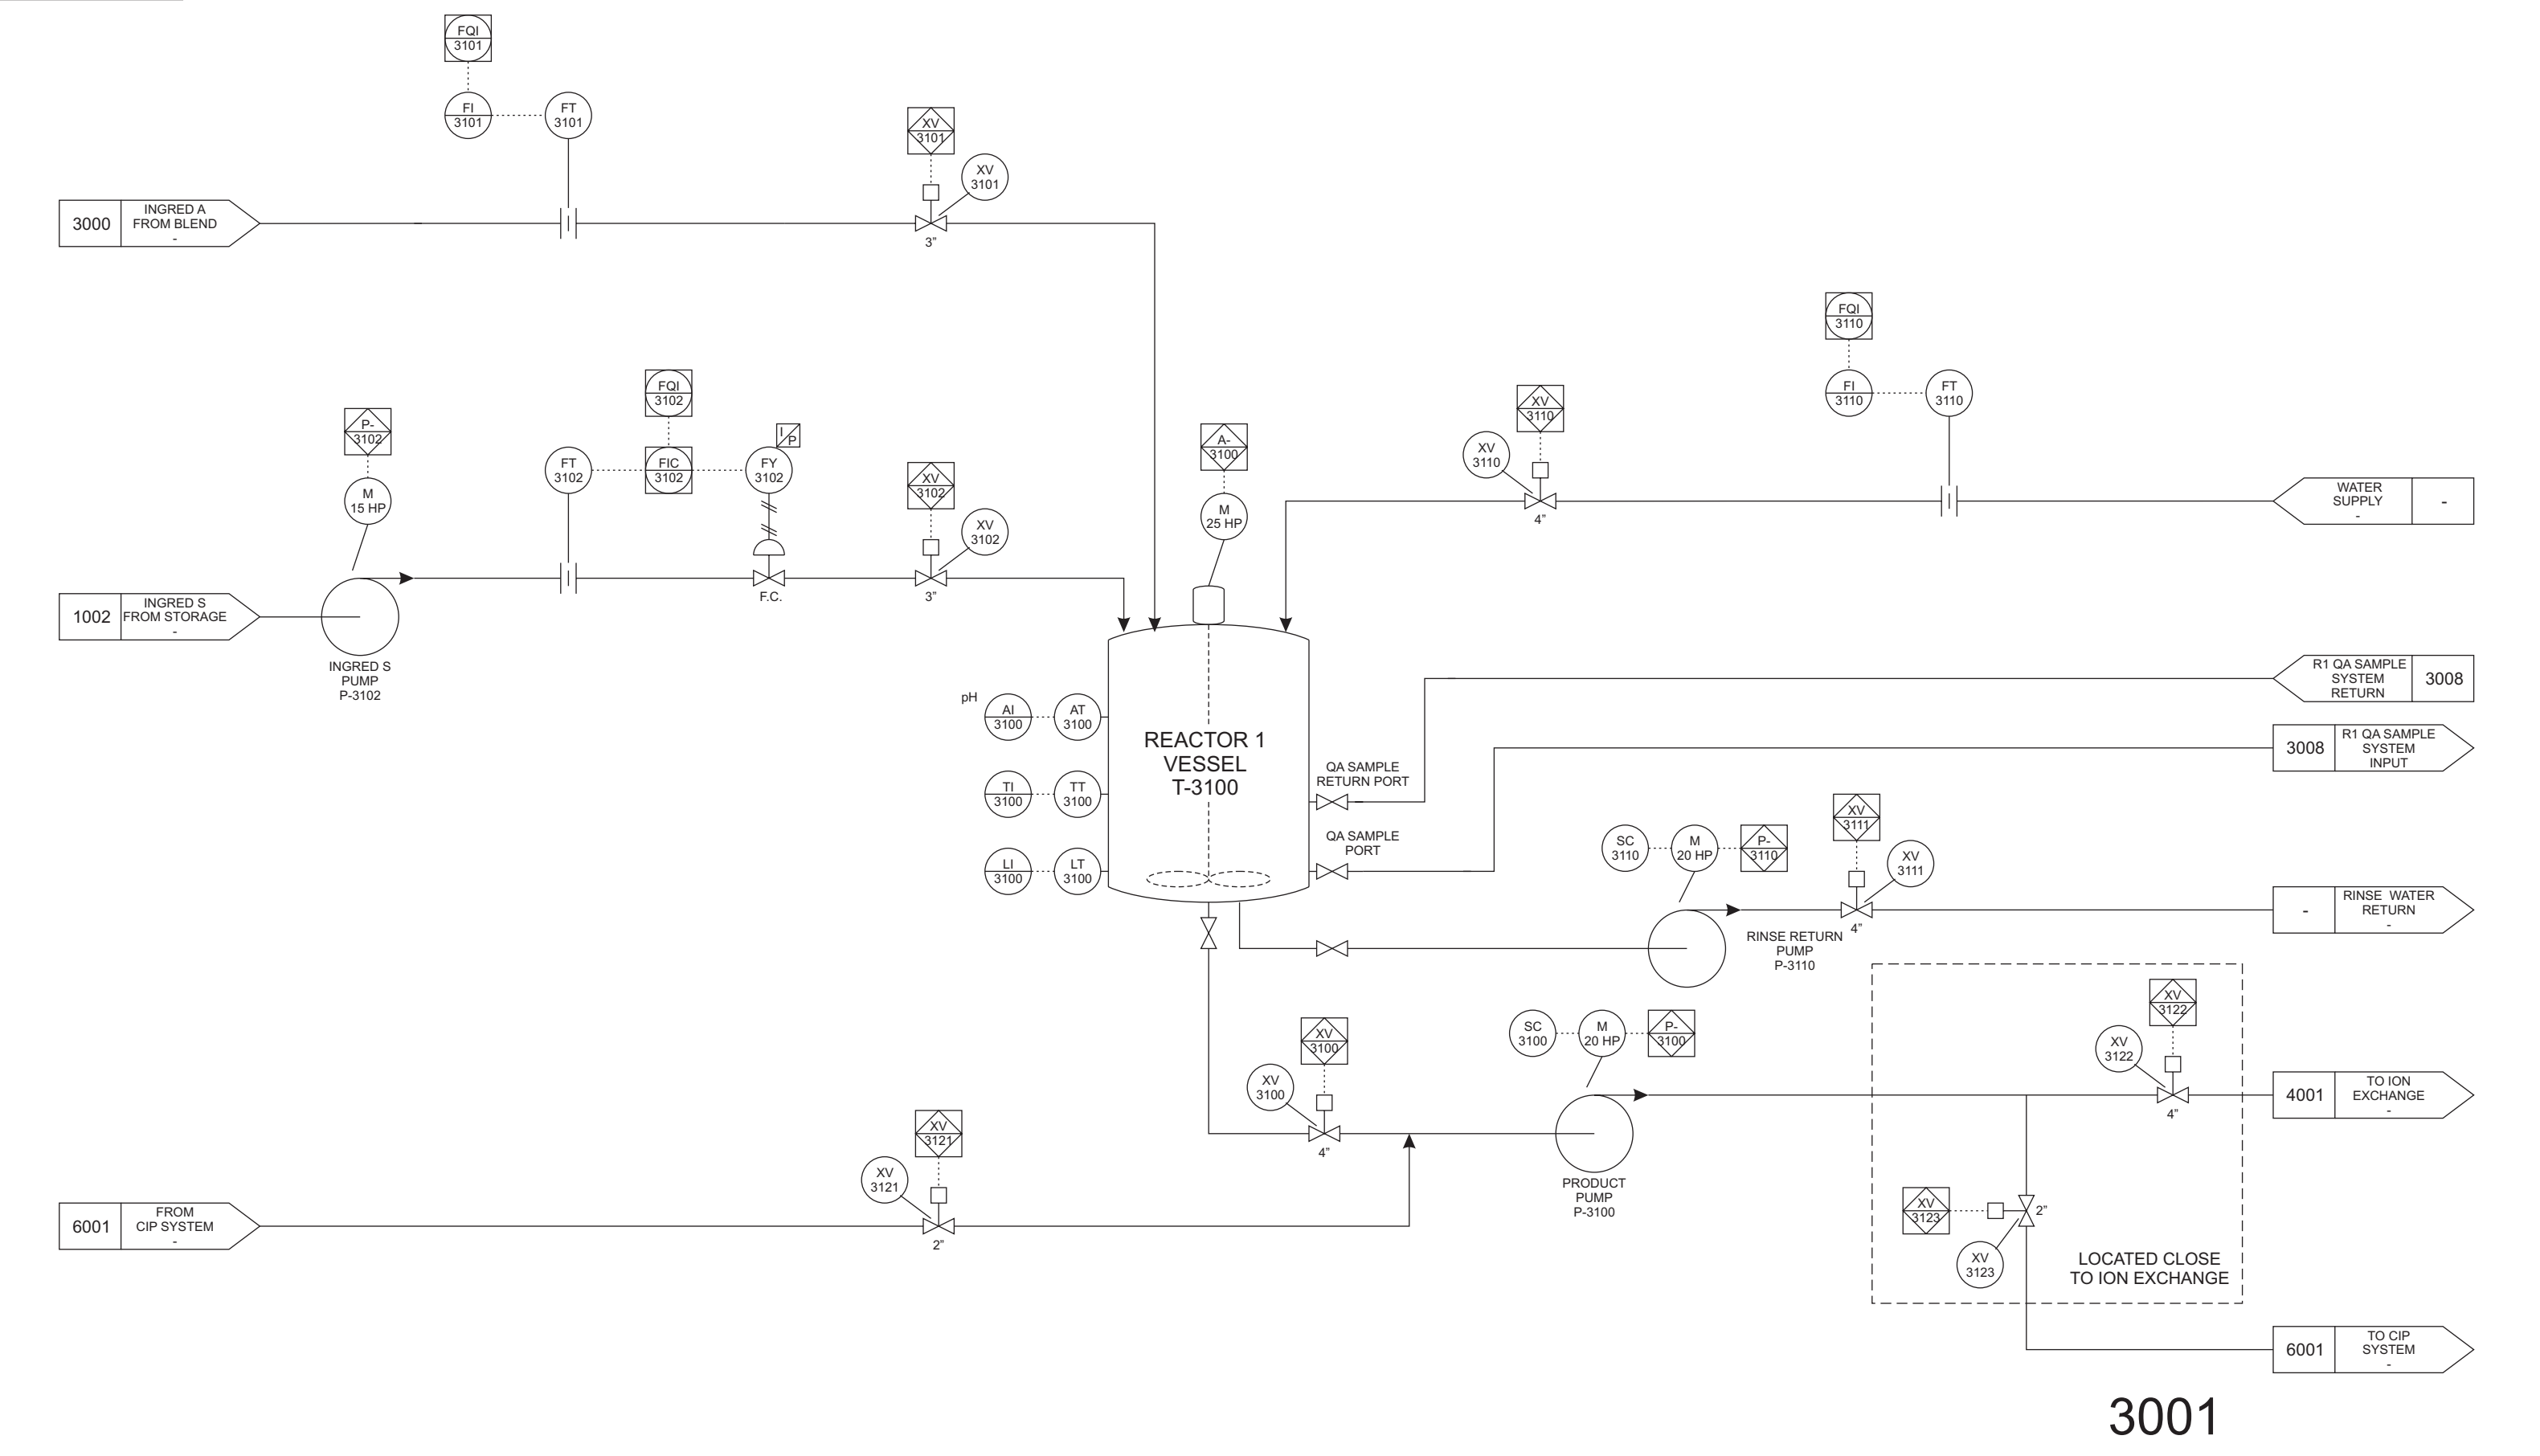 FQI
3101
FI
3101
FT
3101
XV
3101
XV
3101
3000
INGRED A
FROM BLEND
-
3”
FQI
3110
FI
3110
FT
3110
XV
3110
XV
3110
4”
WATER
SUPPLY
-
-
FQI
3102
P-
3102
M
15 HP
FT
3102
FIC
3102
FY
3102
I
P
XV
3102
XV
3102
A-
3100
M
25 HP
F.C.
3”
1002
INGRED S
FROM STORAGE
-
INGRED S
PUMP
P-3102
R1 QA SAMPLE
SYSTEM
RETURN
3008
3008
R1 QA SAMPLE
SYSTEM
INPUT
pH
AI
3100
AT
3100
TI
3100
TT
3100
LI
3100
LT
3100
REACTOR 1
VESSEL
T-3100
QA SAMPLE
RETURN PORT
QA SAMPLE
PORT
SC
3110
M
20 HP
P-
3110
XV
3111
XV
3111
4”
RINSE RETURN
PUMP
P-3110
-
RINSE  WATER
RETURN
-
XV
3100
XV
3100
4”
SC
3100
M
20 HP
P-
3100
PRODUCT
PUMP
P-3100
XV
3122
XV
3122
4”
4001
TO ION
EXCHANGE
-
XV
3121
XV
3121
2”
6001
FROM
CIP SYSTEM
-
XV
3123
XV
3123
2”
LOCATED CLOSE
TO ION EXCHANGE
6001
TO CIP
SYSTEM
-
3001